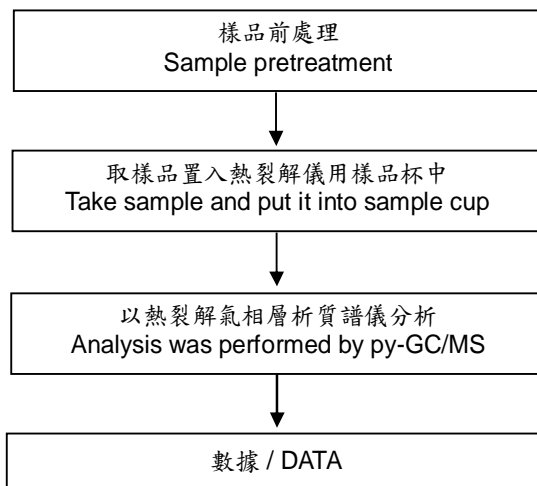 樣品前處理
Sample pretreatment
取樣品置入熱裂解儀用樣品杯中
Take sample and put it into sample cup
以熱裂解氣相層析質譜儀分析
Analysis was performed by py-GC/MS
數據 / DATA